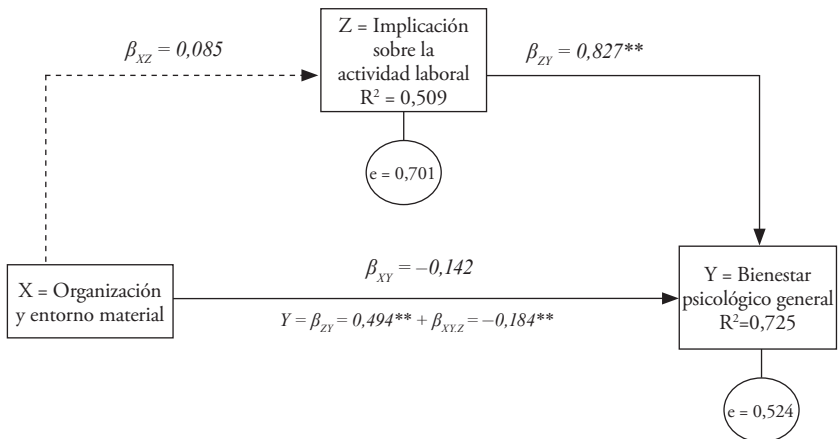 β_XZ = 0,085
Z = Implicación
sobre la
actividad laboral
R² = 0,509
β_ZY = 0,827**
e = 0,701
X = Organización
y entorno material
β_XY = –0,142
Y = β_ZY = 0,494** + β_XY.Z = –0,184**
Y = Bienestar
psicológico general
R²=0,725
e = 0,524